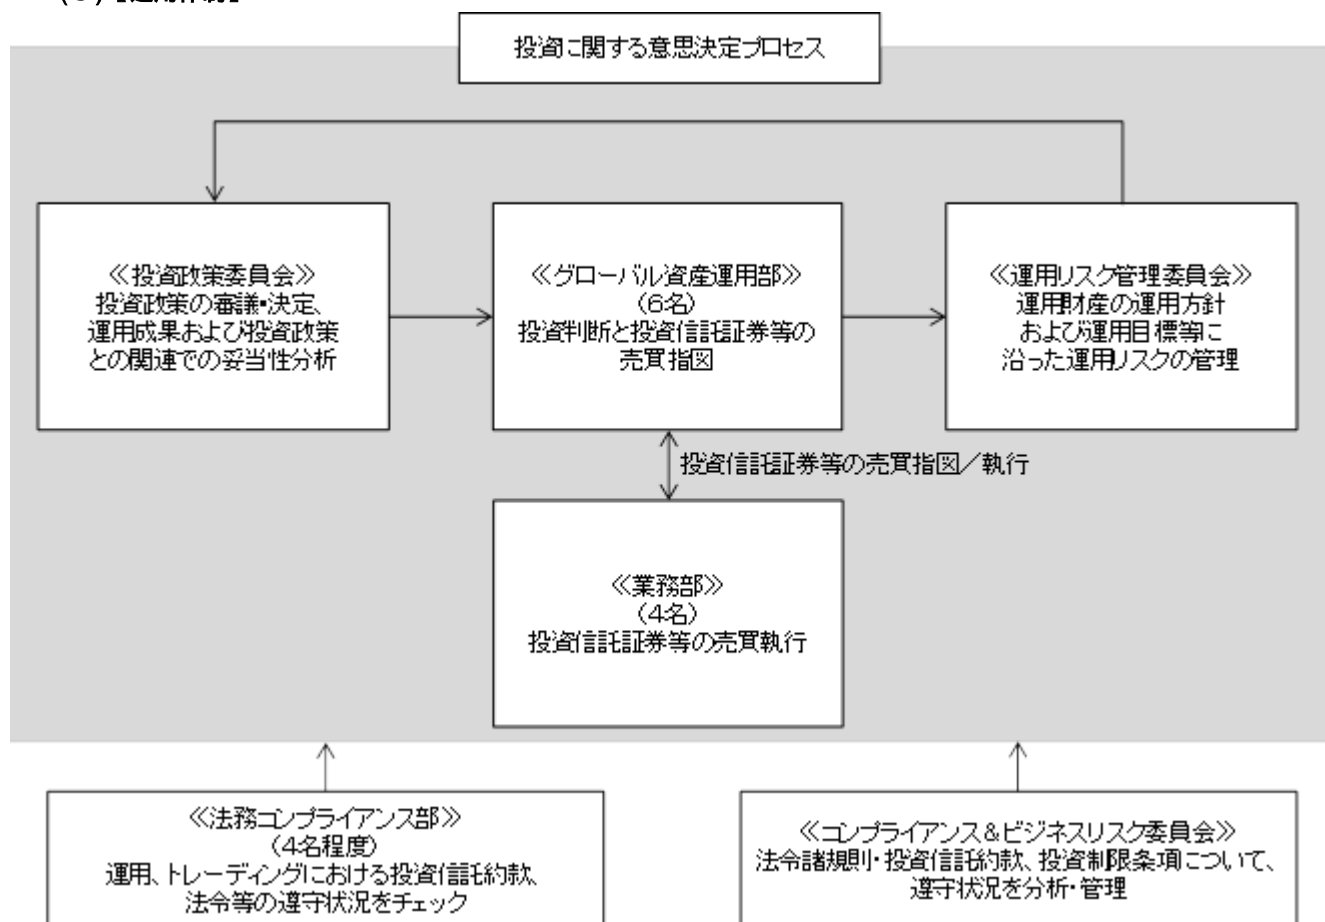 投資に関する意思決定プロセス
≪投資政策委員会≫
投資政策の審議・決定、
運用成果および投資政策
との関連での妥当性分析
≪グローバル資産運用部≫
(6名)
投資判断と投資信託証券等の
売買指図
≪運用リスク管理委員会≫
運用財産の運用方針
および運用目標等に
沿った運用リスクの管理
投資信託証券等の売買指図／執行
≪業務部≫
(4名)
投資信託証券等の売買執行
≪法務コンプライアンス部≫
(4名程度)
運用、トレーディングにおける投資信託約款、
法令等の遵守状況をチェック
≪コンプライアンス＆ビジネスリスク委員会≫
法令諸規則・投資信託約款、投資制限条項について、
遵守状況を分析・管理